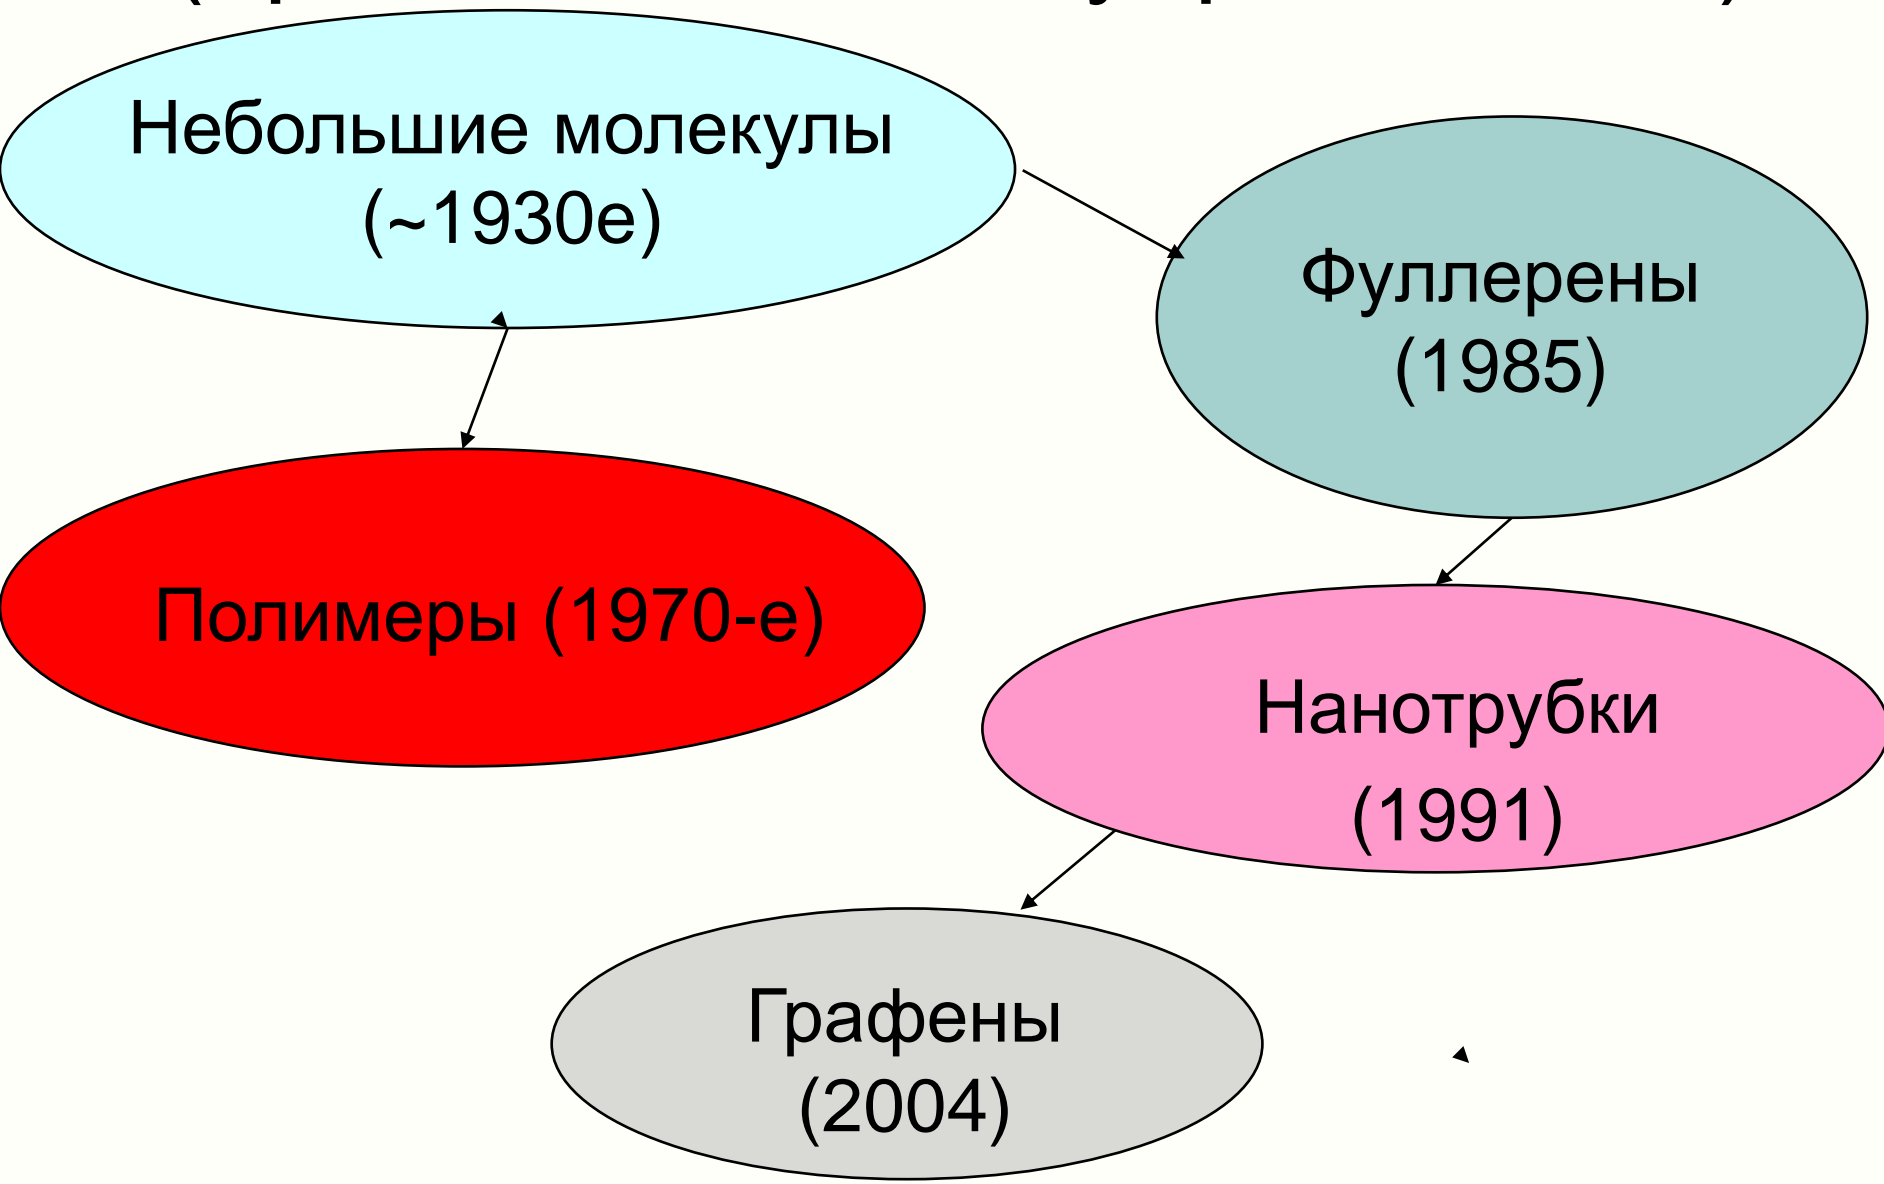 Небольшие молекулы
(~1930е)
Фуллерены
(1985)
Полимеры (1970-е)
Нанотрубки
(1991)
Графены
(2004)